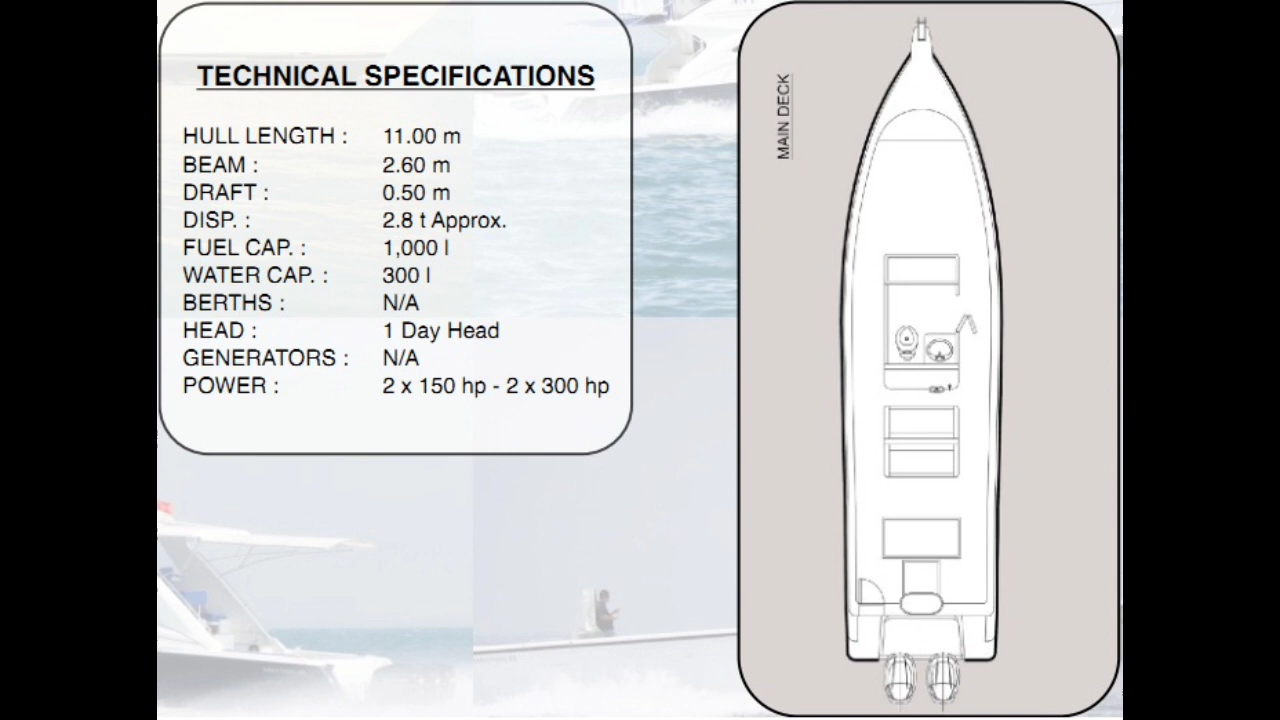 TECHNICAL SPECIFICATIONS
HULL LENGTH : 11.00 m
BEAM : 2.60 m
DRAFT : 0.50 m
DISP. : 2.8 t Approx.
FUEL CAP. : 1,000 l
WATER CAP. : 300 l
BERTHS : N/A
HEAD : 1 Day Head
GENERATORS : N/A
POWER : 2 x 150 hp - 2 x 300 hp
MAIN DECK